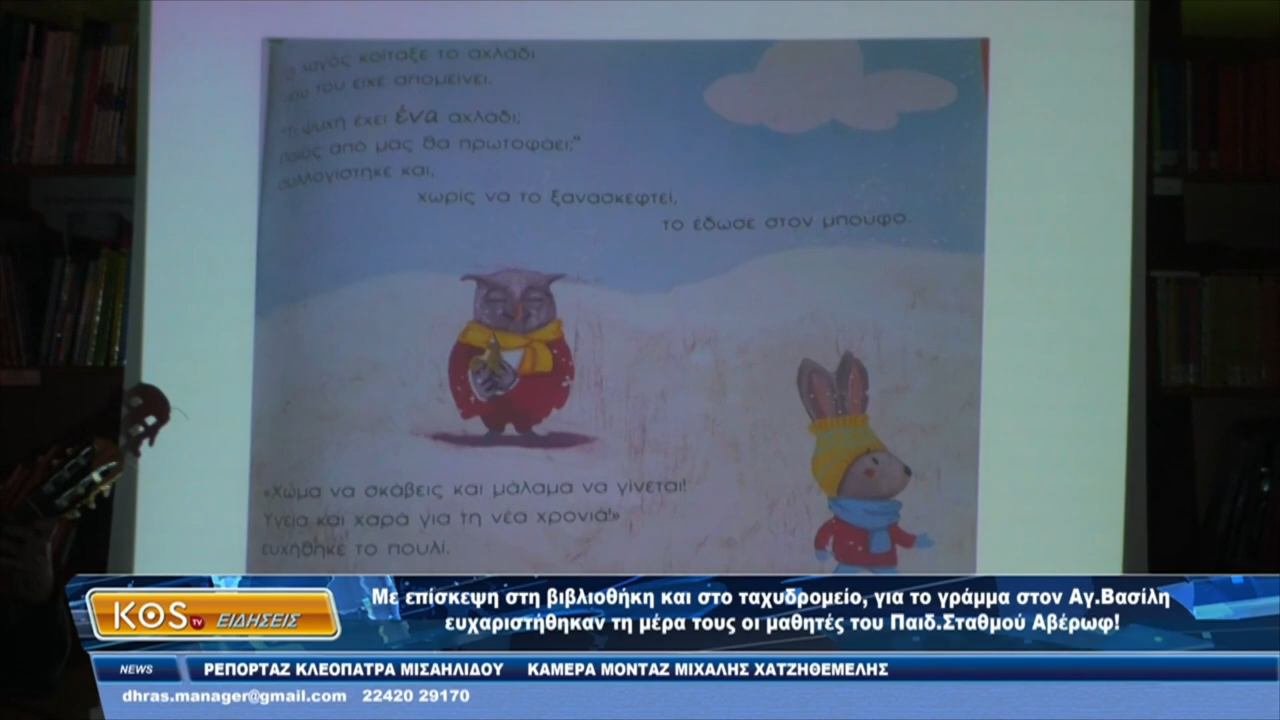 ο λαγός κοίταξε το αχλάδι
που του είχε απομείνει.
"Τι ψυχή έχει ένα αχλάδι;
ποιος από μας θα πρωτοφάει;"
συλλογίστηκε και,
χωρίς να το ξανασκεφτεί,
το έδωσε στον μπούφο.
«Χώμα να σκάβεις και μάλαμα να γίνεται!
Υγεία και χαρά για τη νέα χρονιά!»
ευχήθηκε το πουλί.
KOS TV ΕΙΔΗΣΕΙΣ
Με επίσκεψη στη βιβλιοθήκη και στο ταχυδρομείο, για το γράμμα στον Αγ.Βασίλη
ευχαριστήθηκαν τη μέρα τους οι μαθητές του Παιδ.Σταθμού Αβέρωφ!
NEWS
ΡΕΠΟΡΤΑΖ ΚΛΕΟΠΑΤΡΑ ΜΙΣΑΗΛΙΔΟΥ ΚΑΜΕΡΑ ΜΟΝΤΑΖ ΜΙΧΑΛΗΣ ΧΑΤΖΗΘΕΜΕΛΗΣ
dhras.manager@gmail.com 22420 29170